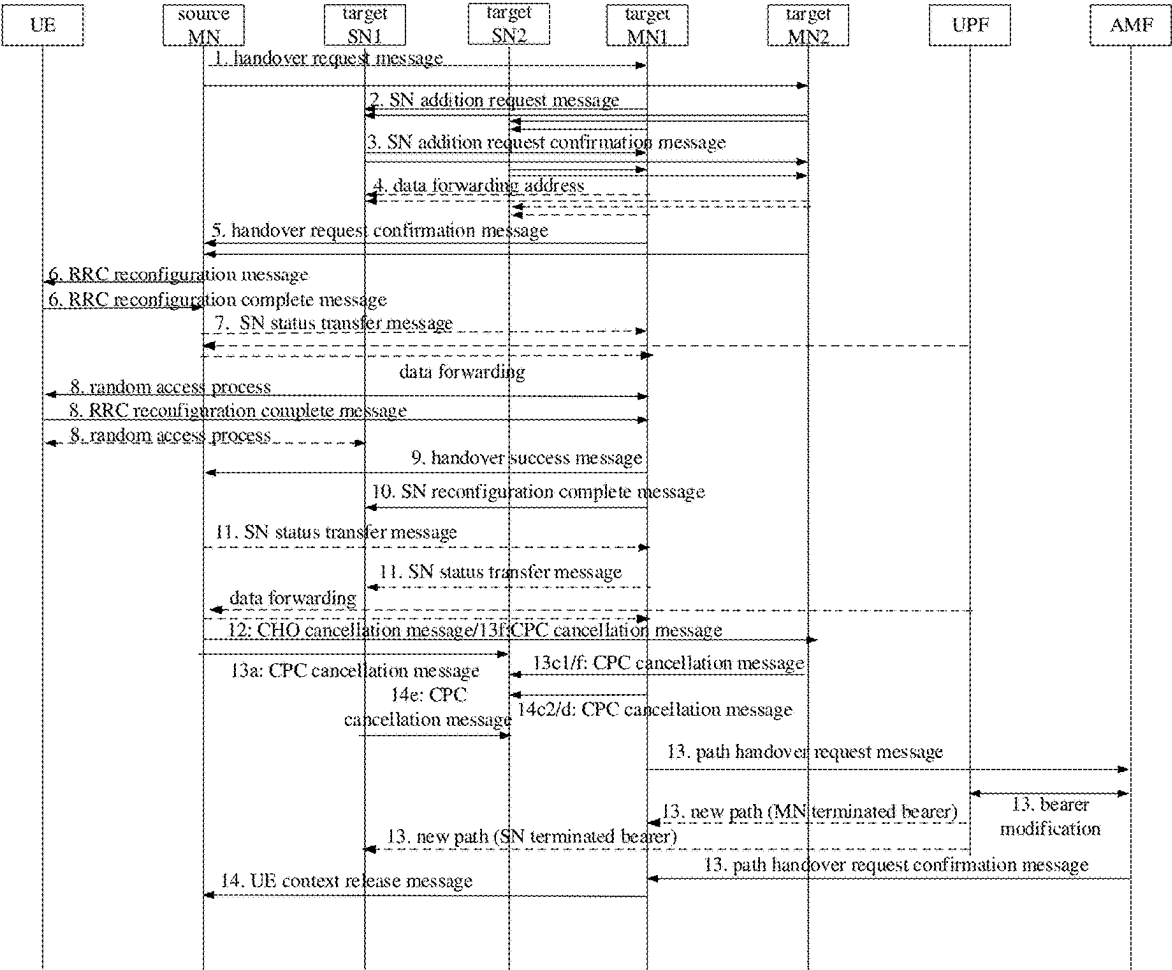 UE
source
MN
target
SN1
target
SN2
target
MN1
target
MN2
UPF
AMF
1. handover request message
2. SN addition request message
3. SN addition request confirmation message
4. data forwarding address
5. handover request confirmation message
6. RRC reconfiguration message
6. RRC reconfiguration complete message
7. SN status transfer message
data forwarding
8. random access process
8. RRC reconfiguration complete message
8. random access process
9. handover success message
10. SN reconfiguration complete message
11. SN status transfer message
11. SN status transfer message
data forwarding
12: CHO cancellation message/13f:CPC cancellation message
13a: CPC cancellation message
13c1/f: CPC cancellation message
14e: CPC
cancellation message
14c2/d: CPC cancellation message
13. path handover request message
13. bearer
modification
13. new path (MN terminated bearer)
13. new path (SN terminated bearer)
13. path handover request confirmation message
14. UE context release message